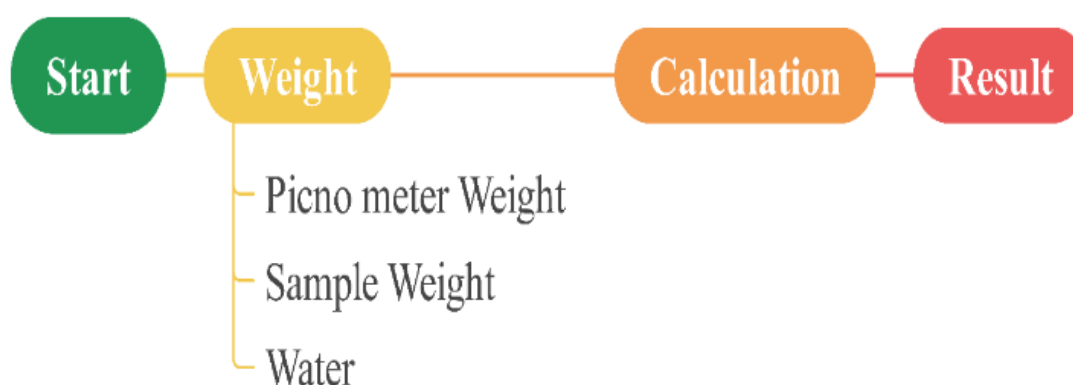 Start Weight Calculation Result
Picno meter Weight
Sample Weight
Water